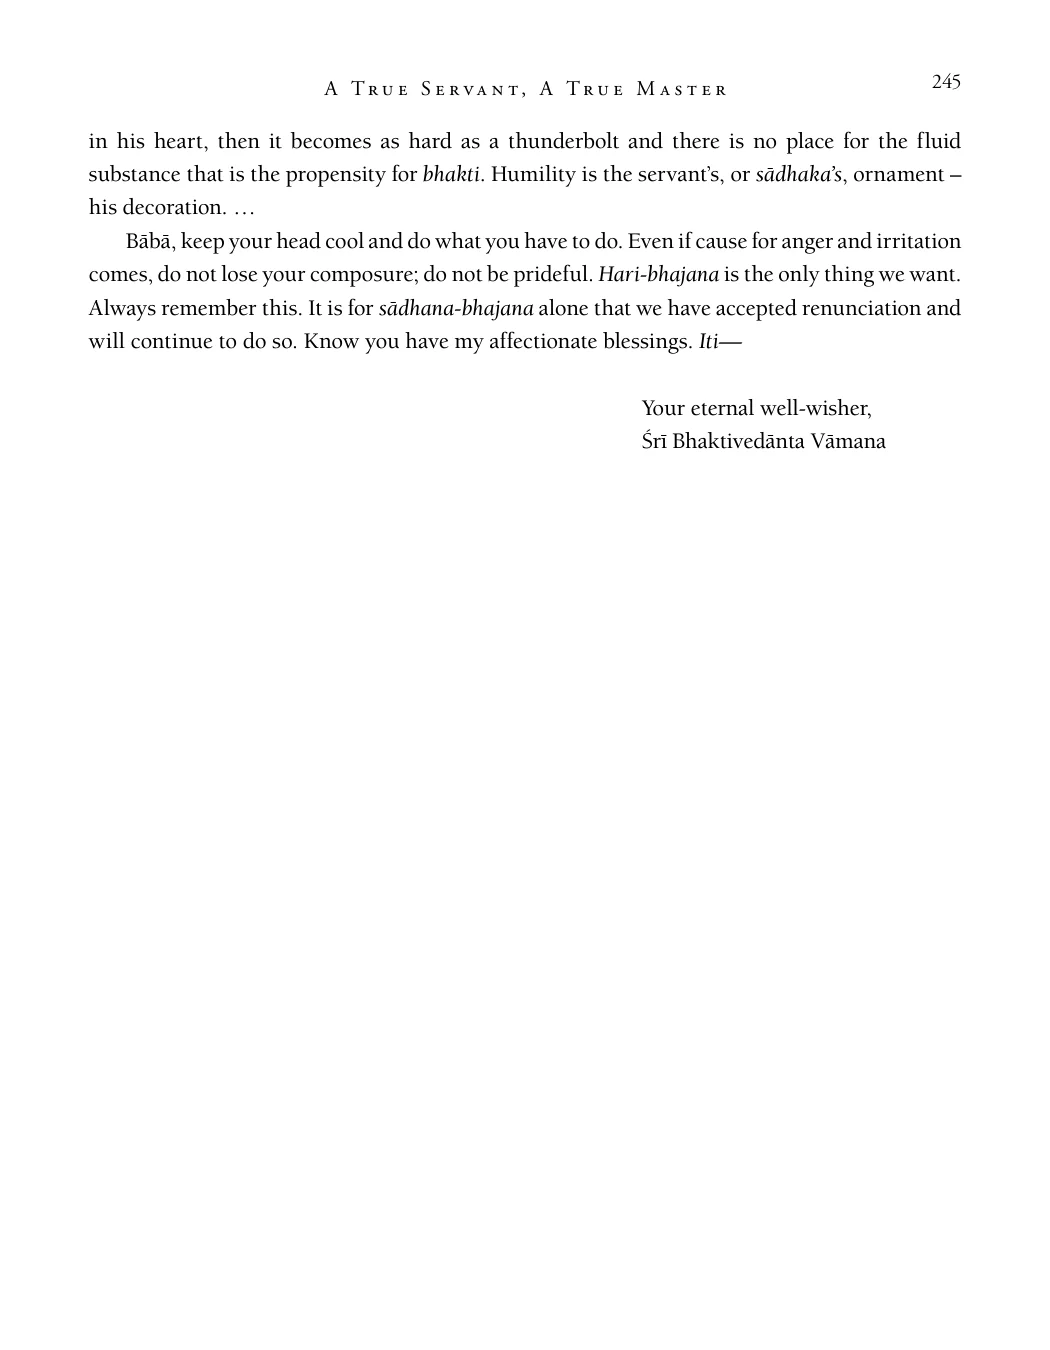 A True Servant, A True Master 245
in his heart, then it becomes as hard as a thunderbolt and there is no place for the fluid
substance that is the propensity for bhakti. Humility is the servant’s, or sādhaka’s, ornament –
his decoration. …
Bābā, keep your head cool and do what you have to do. Even if cause for anger and irritation
comes, do not lose your composure; do not be prideful. Hari-bhajana is the only thing we want.
Always remember this. It is for sādhana-bhajana alone that we have accepted renunciation and
will continue to do so. Know you have my affectionate blessings. Iti—
Your eternal well-wisher,
Śrī Bhaktivedānta Vāmana